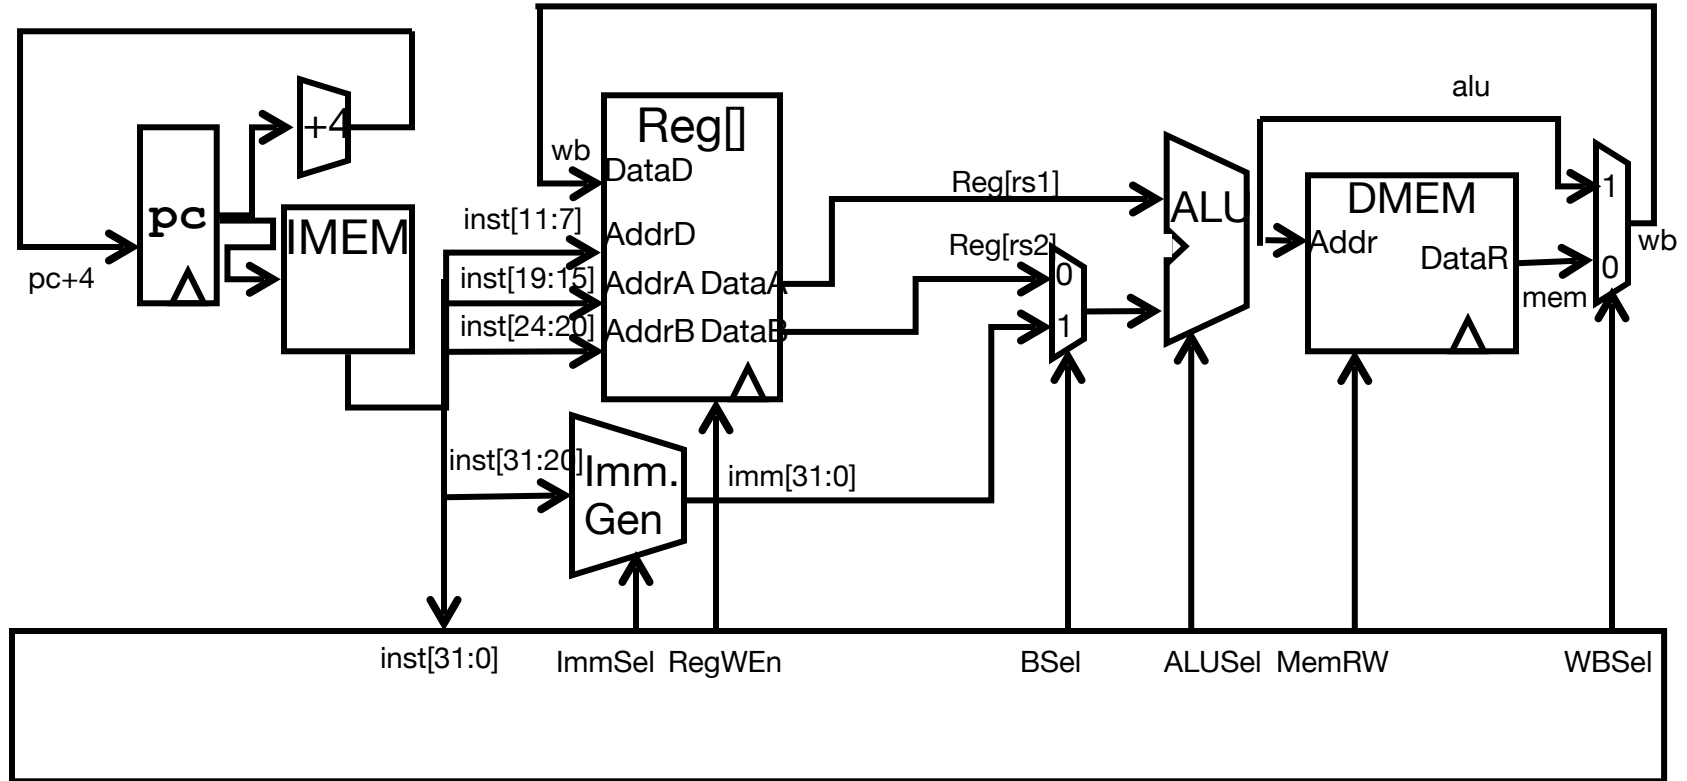 alu
+4
Reg[]
wb
DataD
pc
IMEM
inst[11:7]
AddrD
inst[19:15]
AddrA DataA
inst[24:20]
AddrB DataB
pc+4
Reg[rs1]
Reg[rs2]
0
1
ALU
DMEM
Addr
DataR
mem
1
0
wb
inst[31:20]
Imm.
Gen
imm[31:0]
inst[31:0]
ImmSel
RegWEn
BSel
ALUSel
MemRW
WBSel